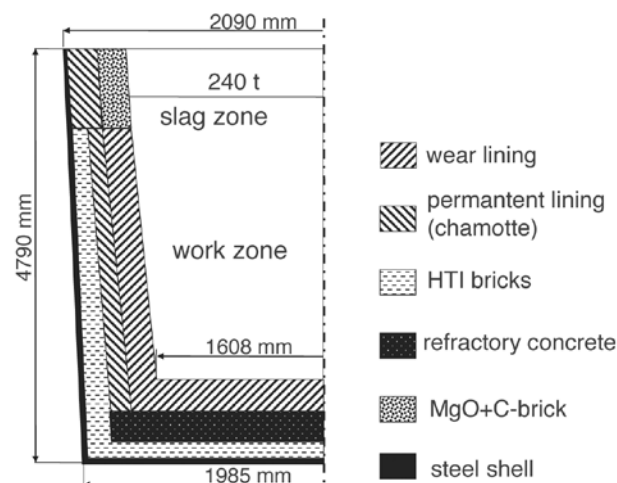 2090 mm
240 t
slag zone
4790 mm
work zone
1608 mm
1985 mm
wear lining
permantent lining
(chamotte)
HTI bricks
refractory concrete
MgO+C-brick
steel shell